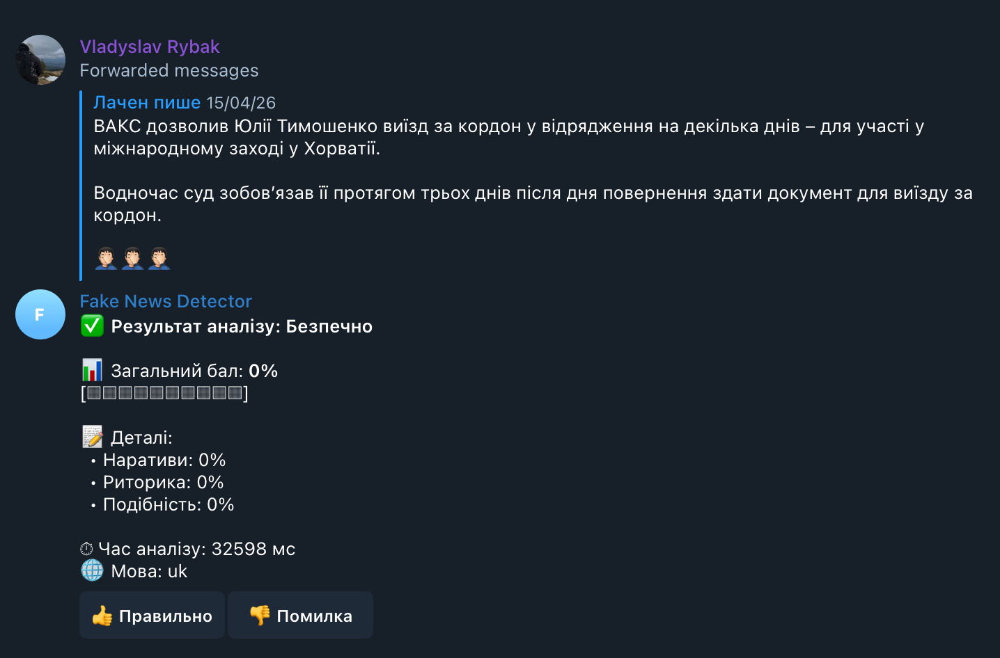 Vladyslav Rybak
Forwarded messages
Лачен пише 15/04/26
ВАКС дозволив Юлії Тимошенко виїзд за кордон у відрядження на декілька днів – для участі у
міжнародному заході у Хорватії.
Водночас суд зобов’язав її протягом трьох днів після дня повернення здати документ для виїзду за
кордон.
🤦🏻‍♂️🤦🏻‍♂️🤦🏻‍♂️
F
Fake News Detector
✅ Результат аналізу: Безпечно
📊 Загальний бал: 0%
[▦▦▦▦▦▦▦▦▦▦]
📝 Деталі:
• Наративи: 0%
• Риторика: 0%
• Подібність: 0%
⏱ Час аналізу: 32598 мс
🌐 Мова: uk
👍 Правильно
👎 Помилка